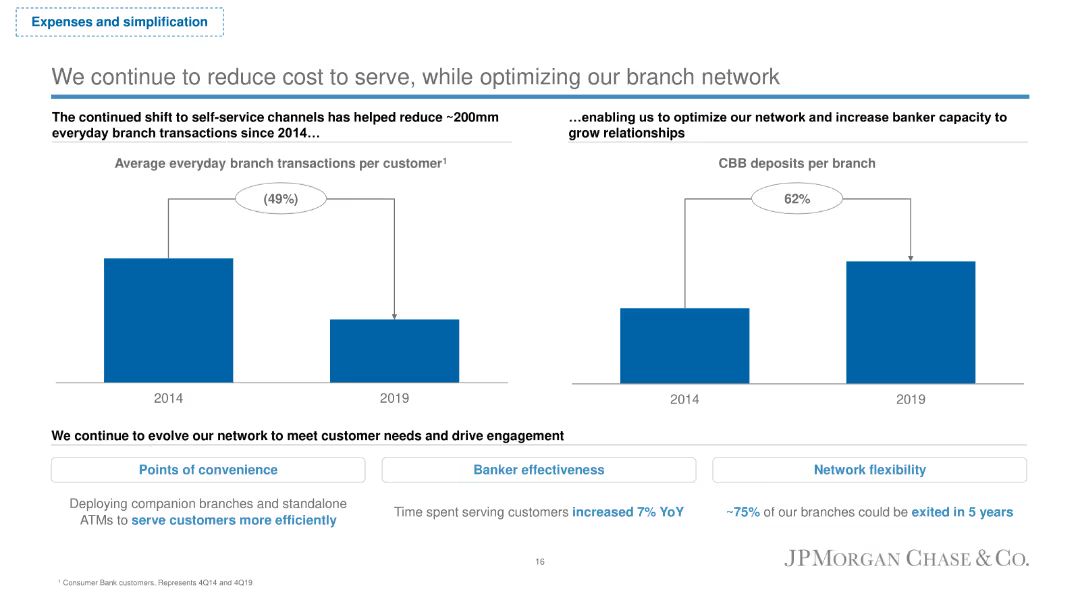 Expenses and simplification
We continue to reduce cost to serve, while optimizing our branch network
The continued shift to self-service channels has helped reduce ~200mm
everyday branch transactions since 2014…
Average everyday branch transactions per customer¹
(49%)
2014
2019
…enabling us to optimize our network and increase banker capacity to
grow relationships
CBB deposits per branch
62%
2014
2019
We continue to evolve our network to meet customer needs and drive engagement
Points of convenience
Deploying companion branches and standalone
ATMs to serve customers more efficiently
Banker effectiveness
Time spent serving customers increased 7% YoY
Network flexibility
~75% of our branches could be exited in 5 years
16
JPMORGAN CHASE & CO.
¹ Consumer Bank customers. Represents 4Q14 and 4Q19